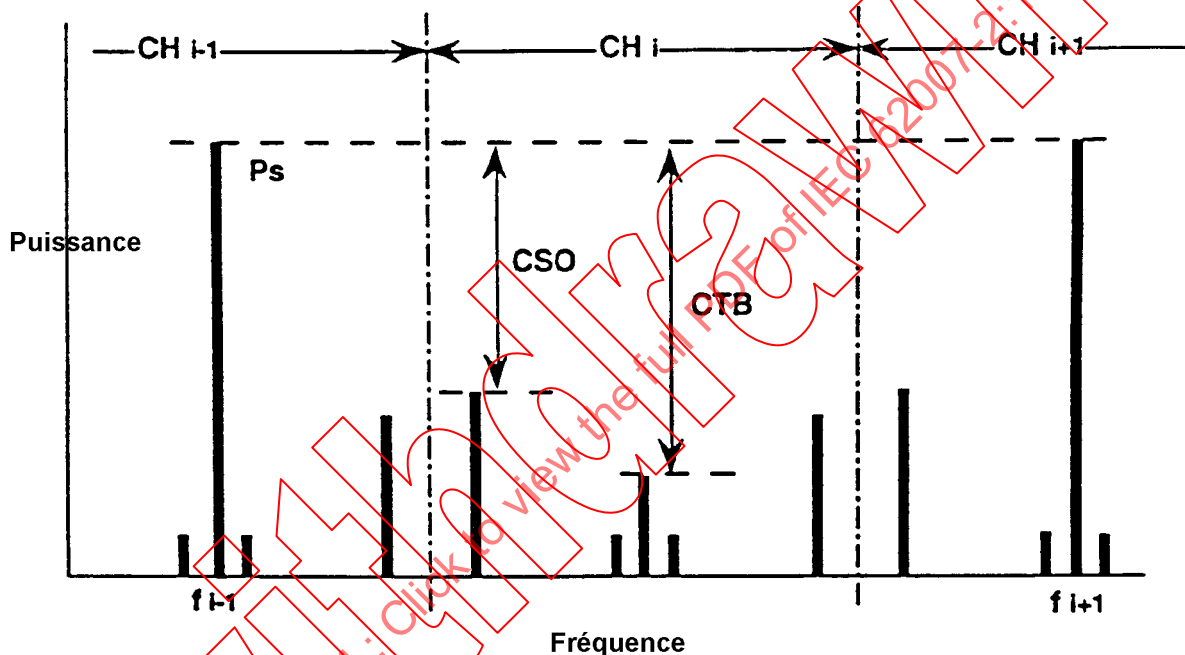 CH i-1
CH i
CH i+1
Ps
Puissance
CSO
CTB
f i-1
f i+1
Fréquence
withdrawn
: Click to view the full PDF of IEC 62007-2: